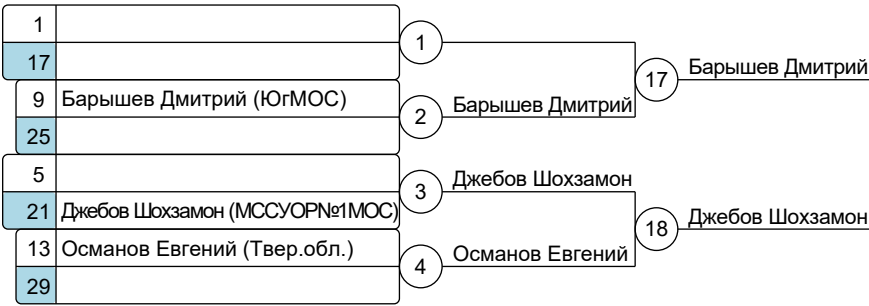 1
17
1
9 Барышев Дмитрий (ЮгМОС)
25
2
Барышев Дмитрий
17
Барышев Дмитрий
5
21 Джебов Шохзамон (МССУОР№1МОС)
3
Джебов Шохзамон
13 Османов Евгений (Твер.обл.)
29
4
Османов Евгений
18
Джебов Шохзамон